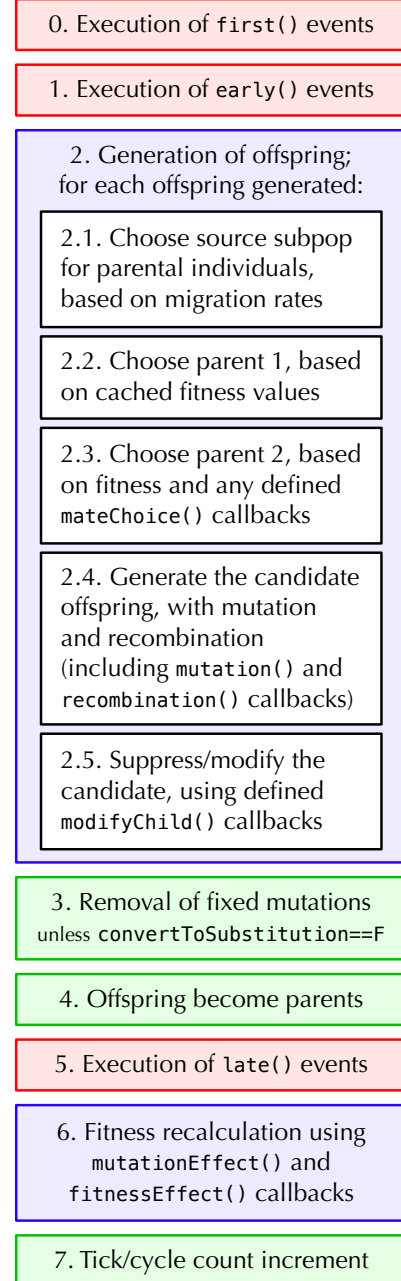 0. Execution of first() events
1. Execution of early() events
2. Generation of offspring;
for each offspring generated:
2.1. Choose source subpop
for parental individuals,
based on migration rates
2.2. Choose parent 1, based
on cached fitness values
2.3. Choose parent 2, based
on fitness and any defined
mateChoice() callbacks
2.4. Generate the candidate
offspring, with mutation
and recombination
(including mutation() and
recombination() callbacks)
2.5. Suppress/modify the
candidate, using defined
modifyChild() callbacks
3. Removal of fixed mutations
unless convertToSubstitution==F
4. Offspring become parents
5. Execution of late() events
6. Fitness recalculation using
mutationEffect() and
fitnessEffect() callbacks
7. Tick/cycle count increment